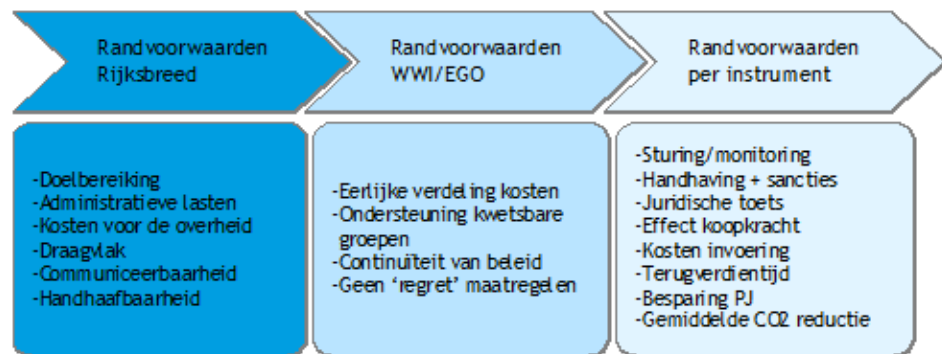 Randvoorwaarden
Rijksbreed
Randvoorwaarden
WWI/EGO
Randvoorwaarden
per instrument
-Doelbereiking
-Administratieve lasten
-Kosten voor de overheid
-Draagvlak
-Communiceerbaarheid
-Handhaafbaarheid
-Eerlijke verdeling kosten
-Ondersteuning kwetsbare
groepen
-Continuïteit van beleid
-Geen ‘regret’ maatregelen
-Sturing/monitoring
-Handhaving + sancties
-Juridische toets
-Effect koopkracht
-Kosten invoering
-Terugverdientijd
-Besparing PJ
-Gemiddelde CO2 reductie